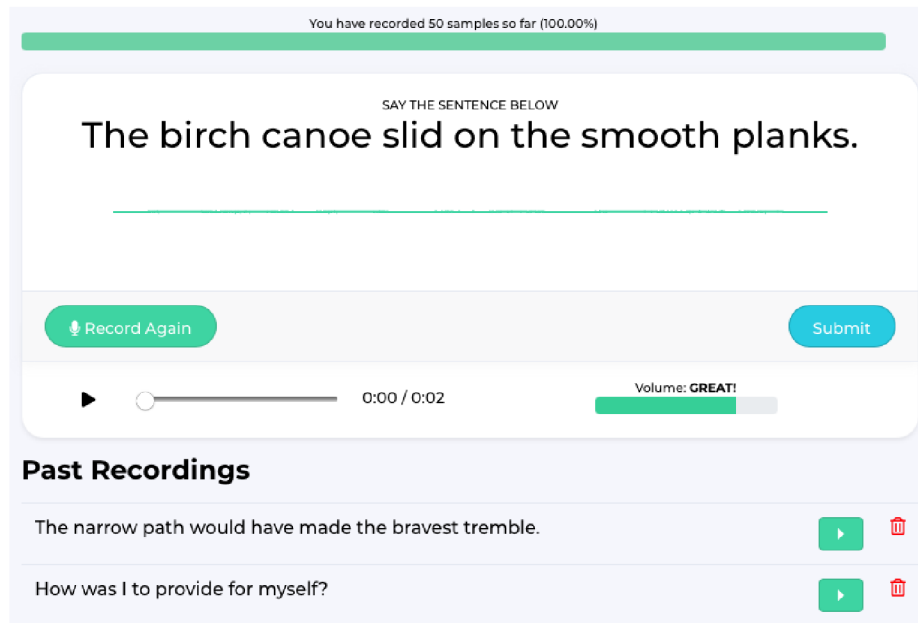 You have recorded 50 samples so far (100.00%)
SAY THE SENTENCE BELOW
The birch canoe slid on the smooth planks.
Record Again
Submit
0:00 / 0:02
Volume: GREAT!
Past Recordings
The narrow path would have made the bravest tremble.
How was I to provide for myself?